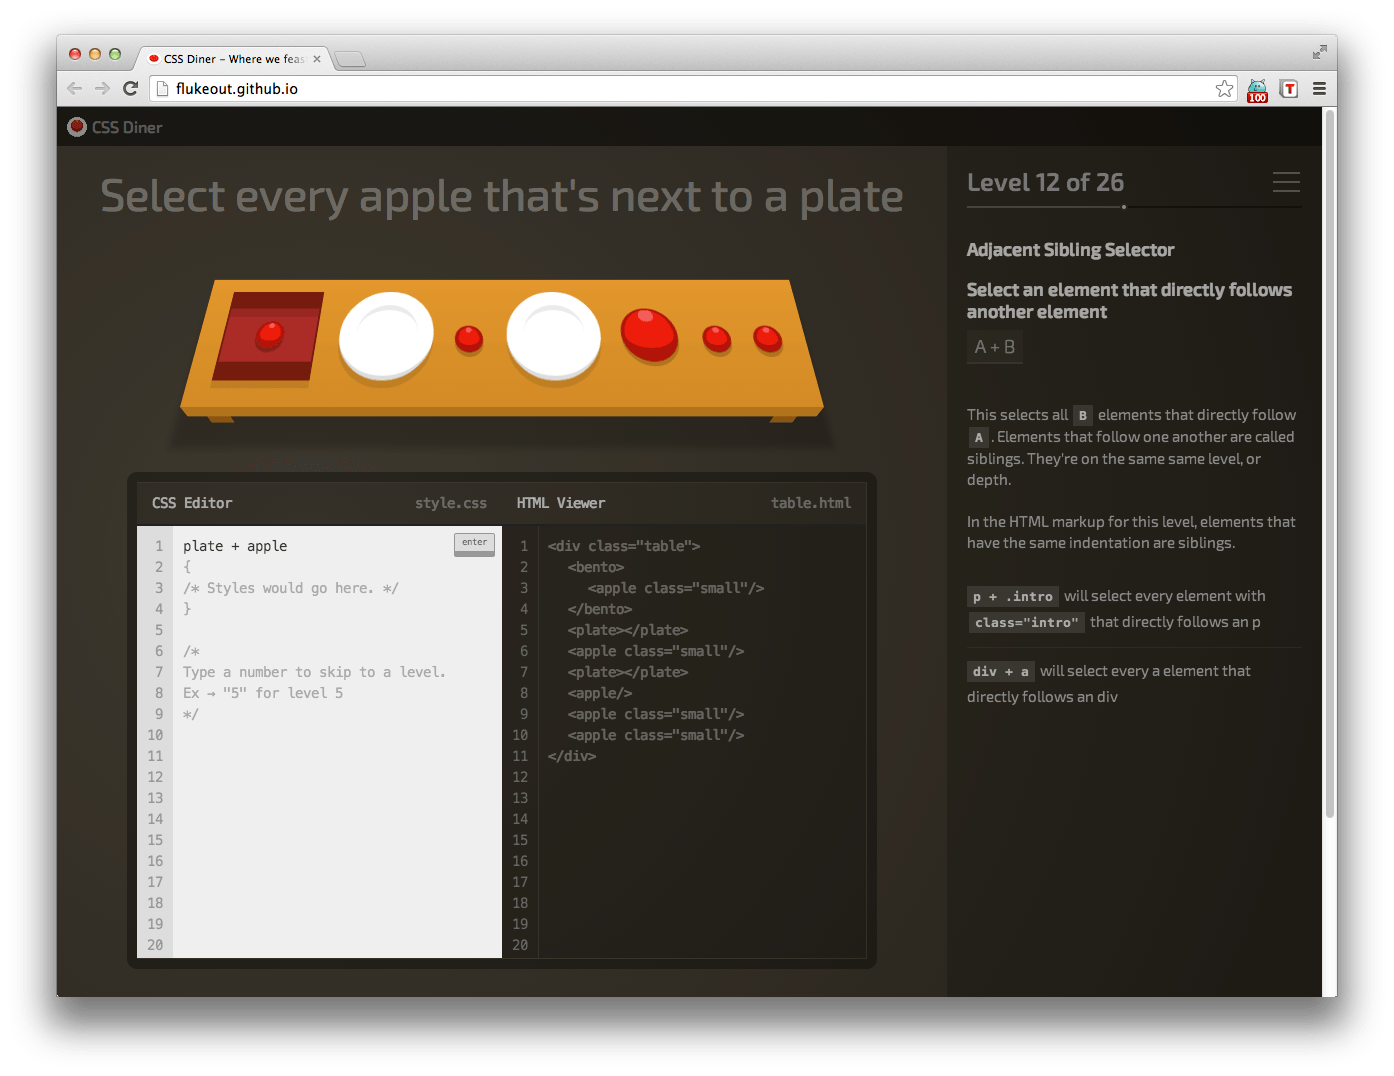 CSS Diner – Where we feas
flukeout.github.io
100
T
CSS Diner
Select every apple that's next to a plate
Level 12 of 26
Adjacent Sibling Selector
Select an element that directly follows
another element
A + B
This selects all B elements that directly follow
A . Elements that follow one another are called
siblings. They're on the same same level, or
depth.
In the HTML markup for this level, elements that
have the same indentation are siblings.
p + .intro will select every element with
class="intro" that directly follows an p
div + a will select every a element that
directly follows an div
CSS Editor style.css
1 plate + apple enter
2 {
3 /* Styles would go here. */
4 }
5
6 /*
7 Type a number to skip to a level.
8 Ex → "5" for level 5
9 */
10
11
12
13
14
15
16
17
18
19
20
HTML Viewer table.html
1 <div class="table">
2 <bento>
3 <apple class="small"/>
4 </bento>
5 <plate></plate>
6 <apple class="small"/>
7 <plate></plate>
8 <apple/>
9 <apple class="small"/>
10 <apple class="small"/>
11 </div>
12
13
14
15
16
17
18
19
20